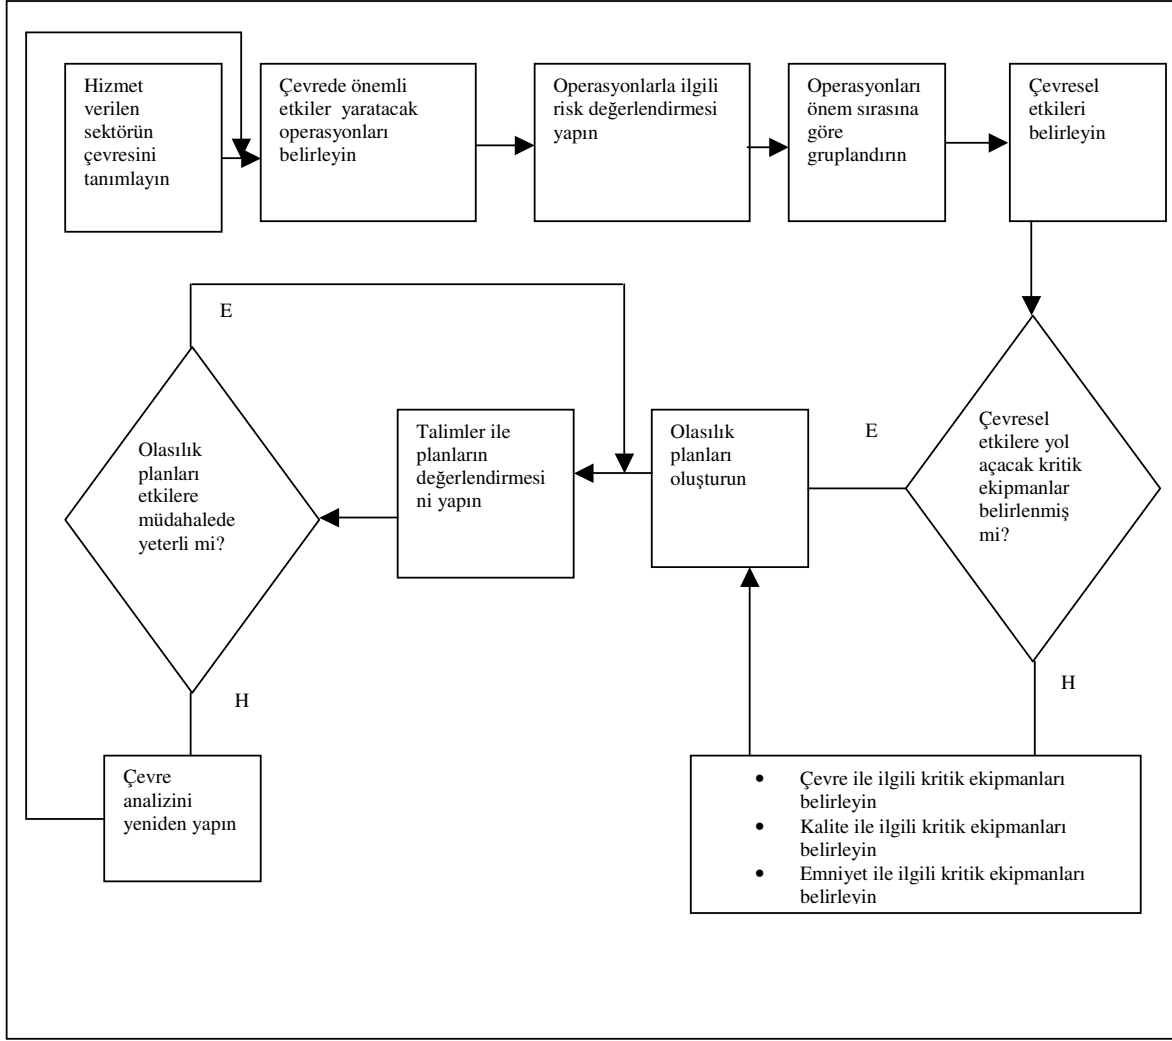 Hizmet
verilen
sektörün
çevresini
tanımlayın
Çevrede önemli
etkiler yaratacak
operasyonları
belirleyin
Operasyonlarla ilgili
risk değerlendirmesi
yapın
Operasyonları
önem sırasına
göre
gruplandırın
Çevresel
etkileri
belirleyin
E
Olasılık
planları
etkilere
müdahalede
yeterli mi?
Talimler ile
planların
değerlendirmesi
ni yapın
Olasılık
planları
oluşturun
E
Çevresel
etkilere yol
açacak kritik
ekipmanlar
belirlenmiş
mi?
H
H
Çevre
analizini
yeniden yapın
• Çevre ile ilgili kritik ekipmanları
belirleyin
• Kalite ile ilgili kritik ekipmanları
belirleyin
• Emniyet ile ilgili kritik ekipmanları
belirleyin